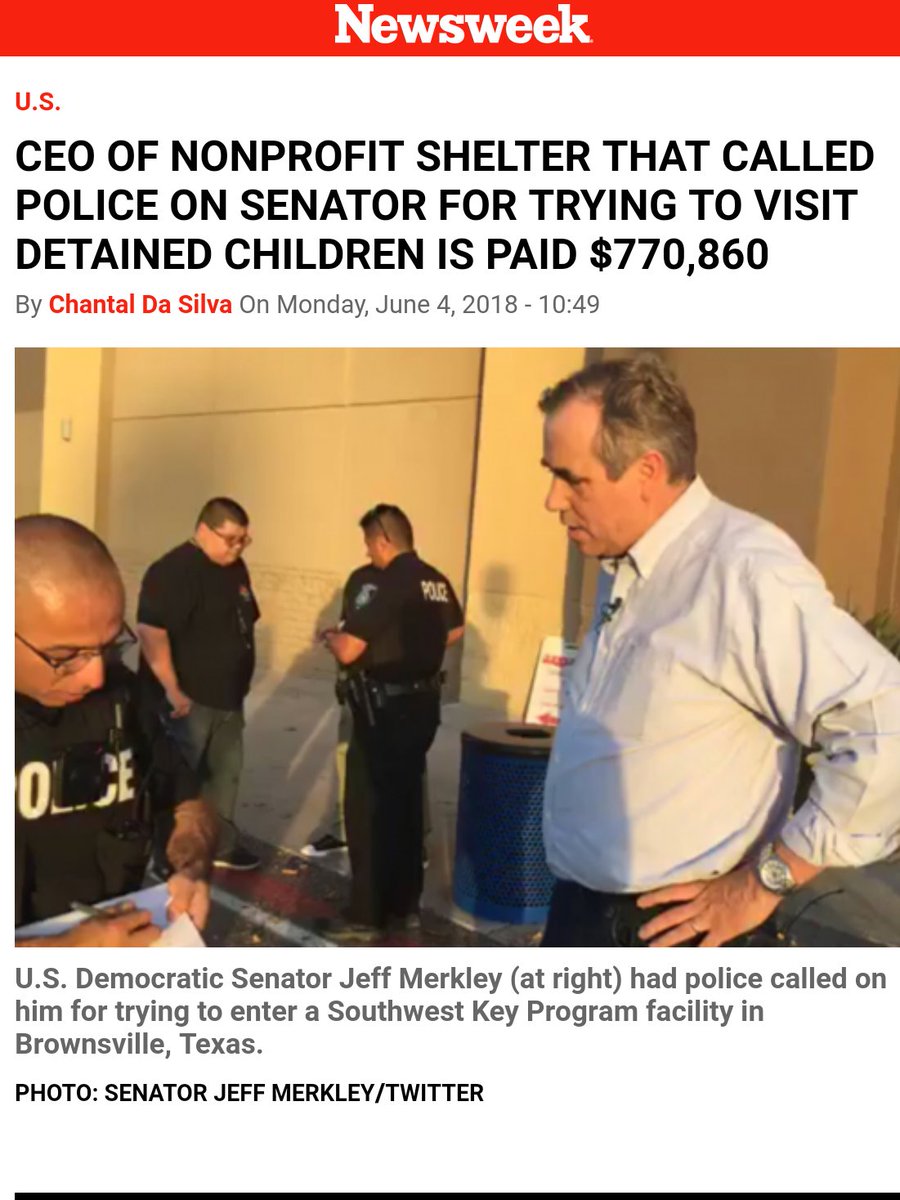 Newsweek
U.S.
CEO OF NONPROFIT SHELTER THAT CALLED
POLICE ON SENATOR FOR TRYING TO VISIT
DETAINED CHILDREN IS PAID $770,860
By Chantal Da Silva On Monday, June 4, 2018 - 10:49
POLICE
POLICE
U.S. Democratic Senator Jeff Merkley (at right) had police called on
him for trying to enter a Southwest Key Program facility in
Brownsville, Texas.
PHOTO: SENATOR JEFF MERKLEY/TWITTER